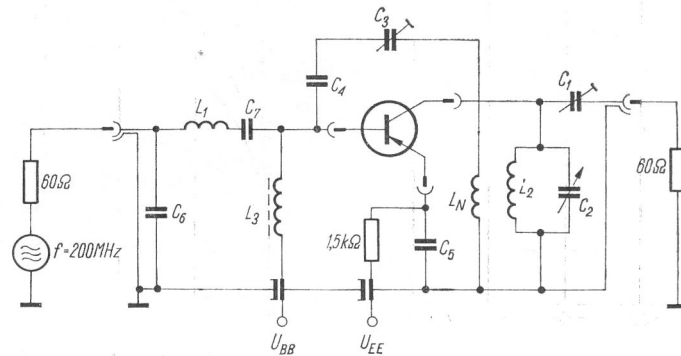 C3
C4
L1
C7
C1
60Ω
C6
L3
LN
L2
C2
60Ω
f=200MHz
1,5kΩ
C5
UBB
UEE